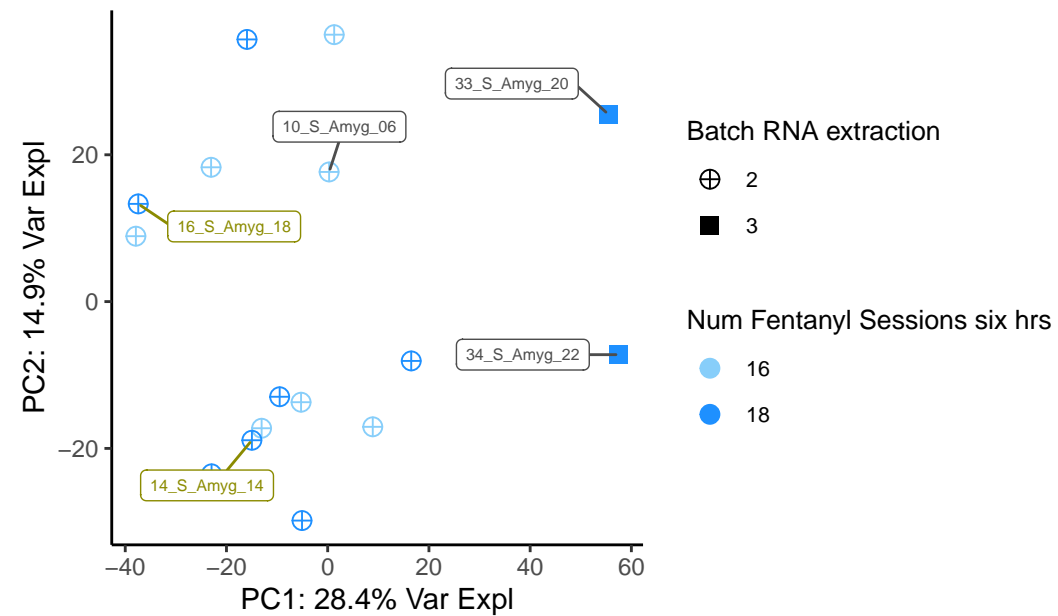 33_S_Amyg_20
10_S_Amyg_06
16_S_Amyg_18
34_S_Amyg_22
14_S_Amyg_14
20
0
−20
−40
−20
0
20
40
60
PC1: 28.4% Var Expl
PC2: 14.9% Var Expl
Batch RNA extraction
2
3
Num Fentanyl Sessions six hrs
16
18